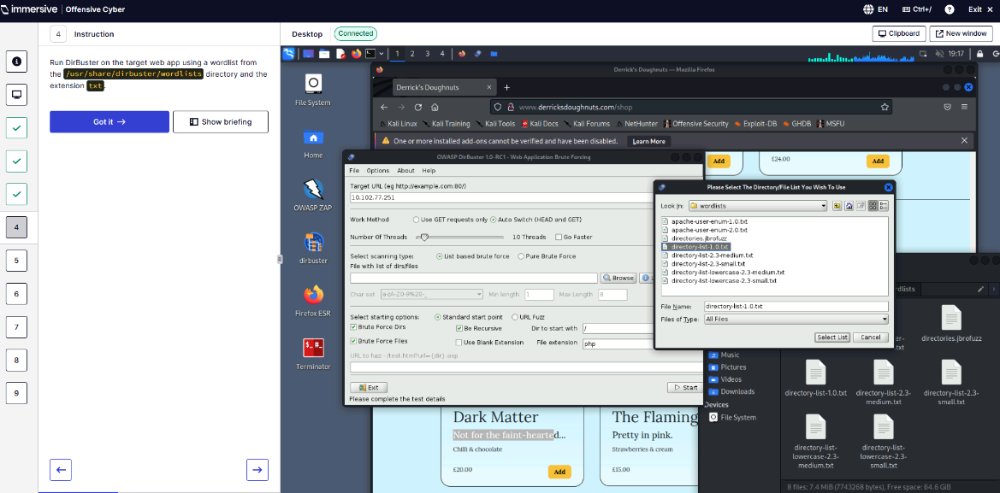 immersive | Offensive Cyber
EN
Ctrl+/
?
Exit ×
4
Instruction
Run DirBuster on the target web app using a wordlist from
the /usr/share/dirbuster/wordlists directory and the
extension txt.
Got it →
Show briefing
4
5
6
7
8
9
Desktop
Connected
Clipboard
New window
1 2 3 4
19:17
File System
Home
OWASP ZAP
dirbuster
Firefox ESR
Terminator
Derrick's Doughnuts — Mozilla Firefox
Derrick's Doughnuts
www.derricksdoughnuts.com/shop
Kali Linux
Kali Training
Kali Tools
Kali Docs
Kali Forums
NetHunter
Offensive Security
Exploit-DB
GHDB
MSFU
One or more installed add-ons cannot be verified and have been disabled.
Learn More
Add
£24.00
Add
OWASP DirBuster 1.0-RC1 - Web Application Brute Forcing
File Options About Help
Target URL (eg http://example.com:80/)
10.102.77.251
Work Method
Use GET requests only
Auto Switch (HEAD and GET)
Number Of Threads
10 Threads
Go Faster
Select scanning type:
List based brute force
Pure Brute Force
File with list of dirs/files
Browse
Char set
a-zA-Z0-9%20-_
Min length
1
Max Length
8
Select starting options:
Standard start point
URL Fuzz
Brute Force Dirs
Be Recursive
Dir to start with
/
Brute Force Files
Use Blank Extension
File extension
php
URL to fuzz - /test.html?url={dir}.asp
Exit
Start
Please complete the test details
Please Select The Directory/File List You Wish To Use
Look In:
wordlists
apache-user-enum-1.0.txt
apache-user-enum-2.0.txt
directories.jbrofuzz
directory-list-1.0.txt
directory-list-2.3-medium.txt
directory-list-2.3-small.txt
directory-list-lowercase-2.3-medium.txt
directory-list-lowercase-2.3-small.txt
File Name:
directory-list-1.0.txt
Files of Type:
All Files
Select List
Cancel
Dark Matter
Not for the faint-hearted...
Chilli & chocolate
£20.00
Add
The Flaming
Pretty in pink.
Strawberries & cream
£15.00
Music
Pictures
Videos
Downloads
Devices
File System
directories.jbrofuzz
directory-list-1.0.txt
directory-list-2.3-
medium.txt
directory-list-2.3-
small.txt
directory-list-
lowercase-2.3-
medium.txt
directory-list-
lowercase-2.3-
small.txt
8 files: 7.4 MiB (7743268 bytes), Free space: 64.6 GiB